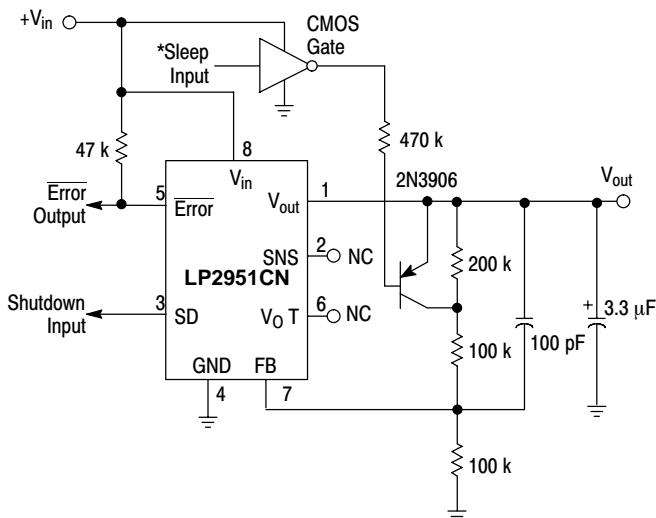 +Vin
CMOS
Gate
*Sleep
Input
47 k
470 k
8
Vin
2N3906
Error
Output
5
Error
Vout
1
Vout
SNS
2
NC
LP2951CN
200 k
Shutdown
Input
3
SD
VO T
6
NC
3.3 µF
+
100 k
100 pF
GND
FB
4
7
100 k